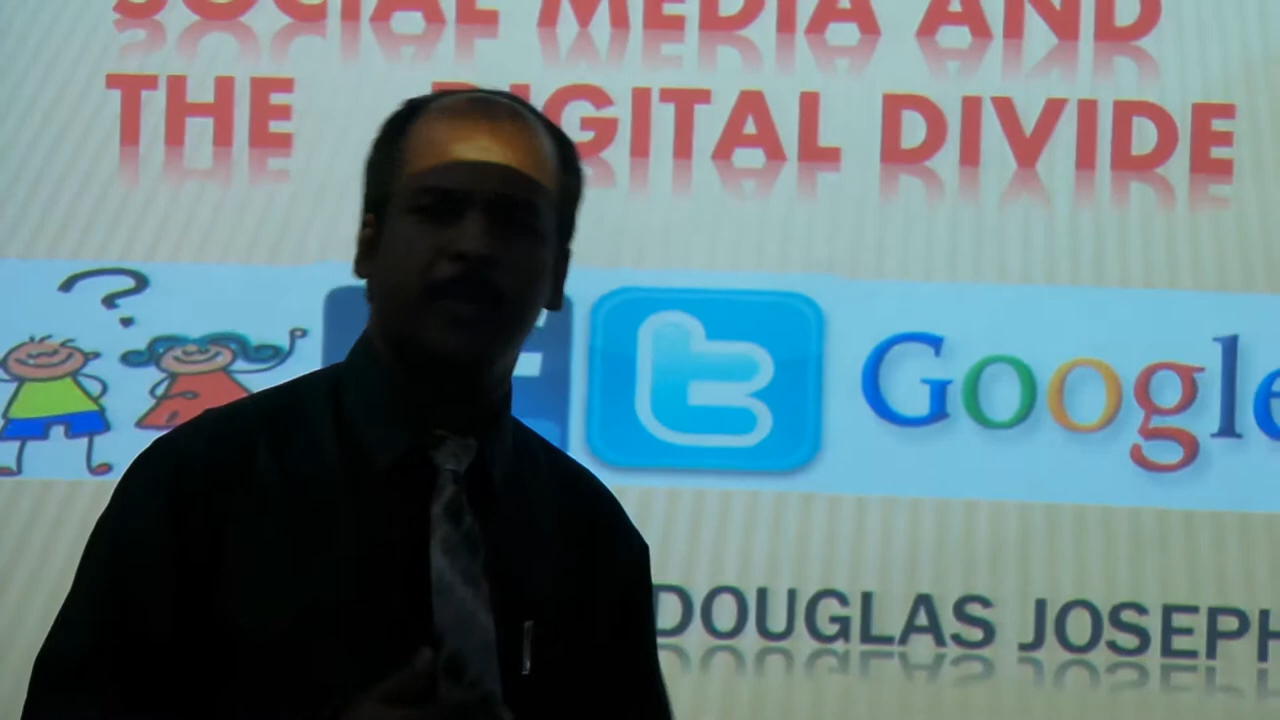 SOCIAL MEDIA AND
THE DIGITAL DIVIDE
?
f t Google
DOUGLAS JOSEPH